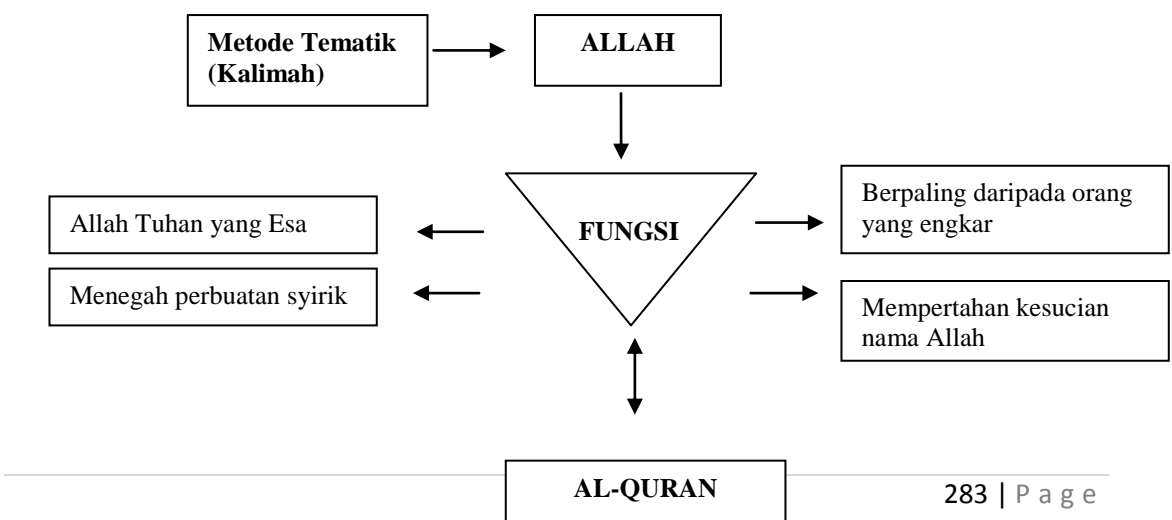 Metode Tematik
(Kalimah)
ALLAH
Allah Tuhan yang Esa
Menegah perbuatan syirik
FUNGSI
Berpaling daripada orang
yang engkar
Mempertahan kesucian
nama Allah
AL-QURAN
283 | P a g e